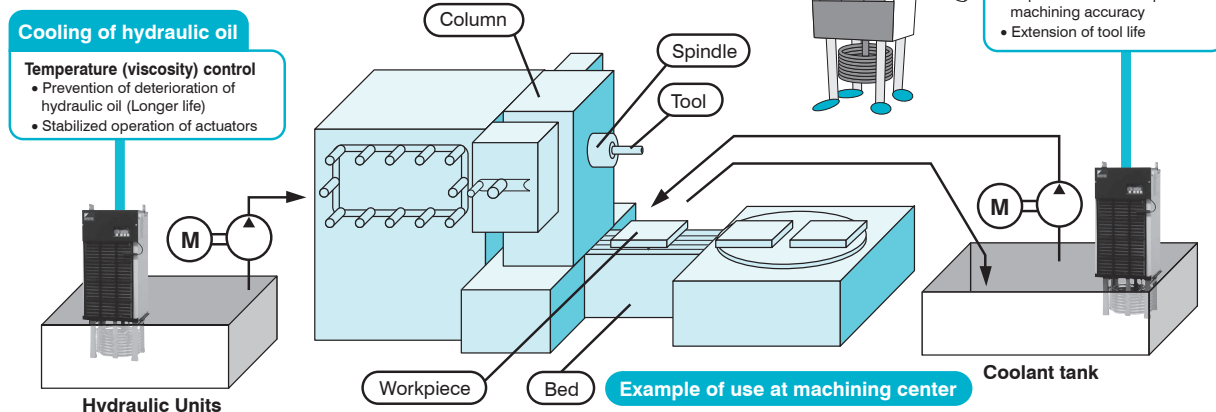 Column
machining accuracy
• Extension of tool life
Cooling of hydraulic oil
Temperature (viscosity) control
• Prevention of deterioration of
hydraulic oil (Longer life)
• Stabilized operation of actuators
Spindle
Tool
M
M
Workpiece
Bed
Example of use at machining center
Coolant tank
Hydraulic Units